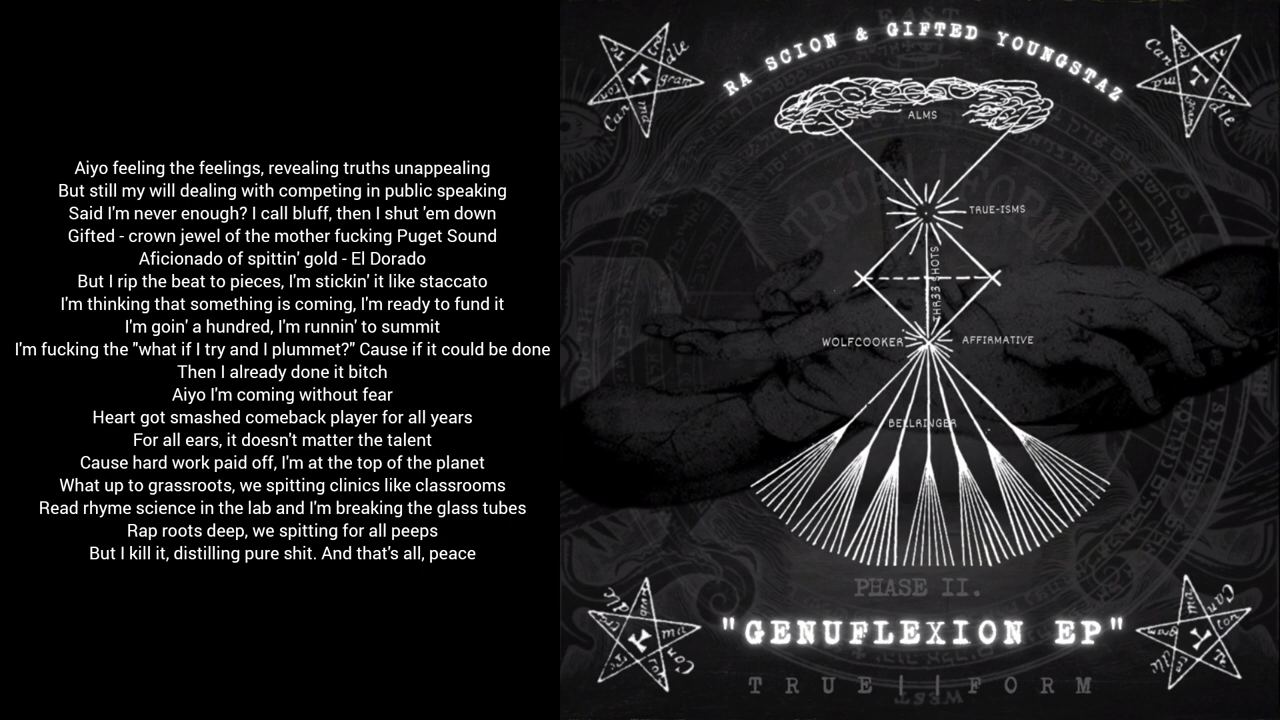 Aiyo feeling the feelings, revealing truths unappealing
But still my will dealing with competing in public speaking
Said I'm never enough? I call bluff, then I shut 'em down
Gifted - crown jewel of the mother fucking Puget Sound
Aficionado of spittin' gold - El Dorado
But I rip the beat to pieces, I'm stickin' it like staccato
I'm thinking that something is coming, I'm ready to fund it
I'm goin' a hundred, I'm runnin' to summit
I'm fucking the "what if I try and I plummet?" Cause if it could be done
Then I already done it bitch
Aiyo I'm coming without fear
Heart got smashed comeback player for all years
For all ears, it doesn't matter the talent
Cause hard work paid off, I'm at the top of the planet
What up to grassroots, we spitting clinics like classrooms
Read rhyme science in the lab and I'm breaking the glass tubes
Rap roots deep, we spitting for all peeps
But I kill it, distilling pure shit. And that's all, peace
EAST
RA SCION & GIFTED YOUNGSTAZ
ALMS
TRUE FORM
TRUE-ISMS
THR33 SHOTS
WOLFCOOKER
AFFIRMATIVE
BELLRINGER
PHASE II.
"GENUFLEXION EP"
TRUE||FORM
WEST